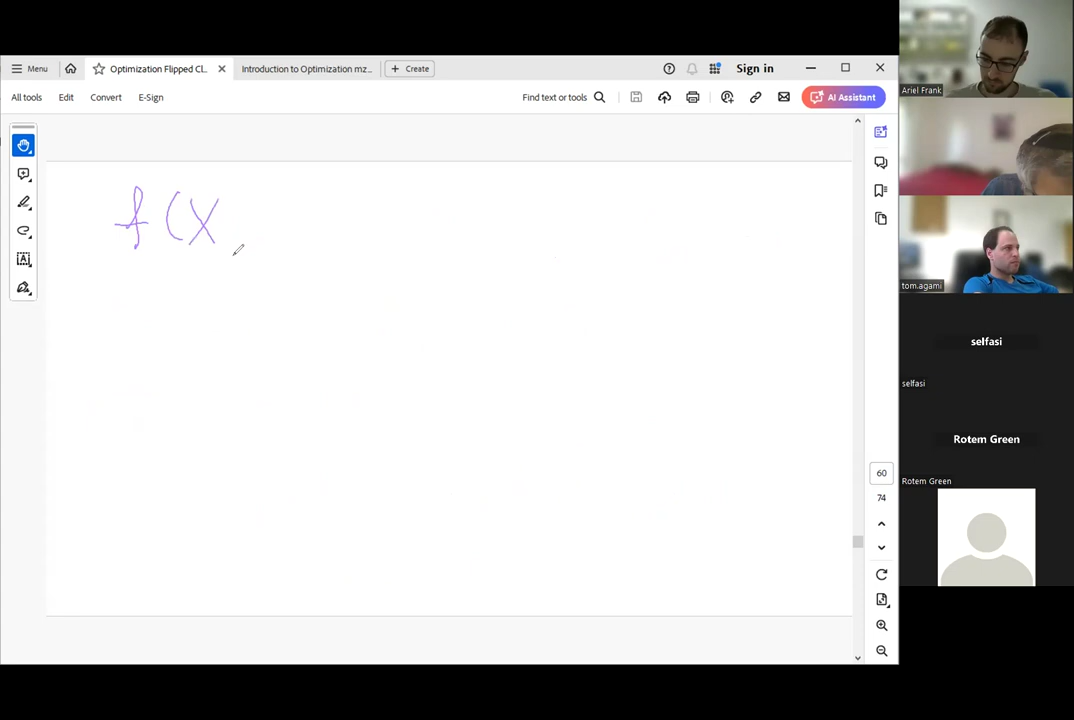 Menu
Optimization Flipped Cl...
Introduction to Optimization mz...
Create
Sign in
All tools
Edit
Convert
E-Sign
Find text or tools
AI Assistant
f(X
60
74
Ariel Frank
tom.agami
selfasi
selfasi
Rotem Green
Rotem Green